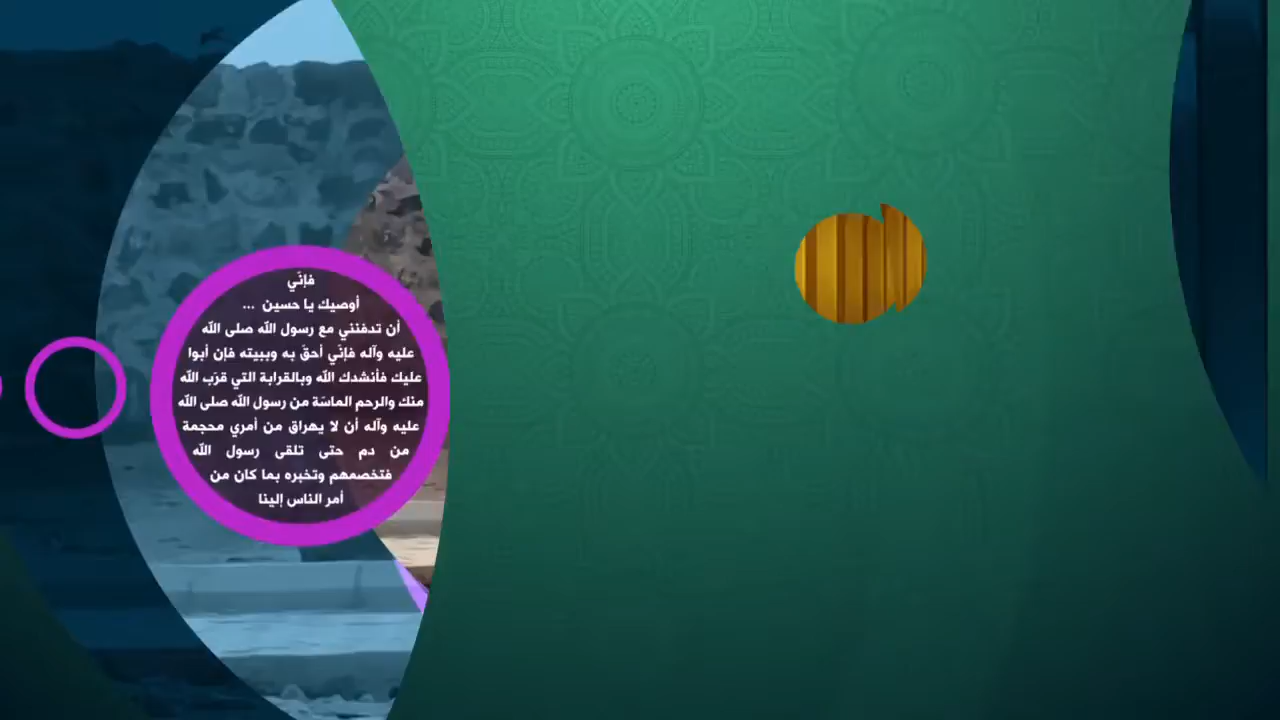 فإنّي
أوصيك يا حسين ...
أن تدفنني مع رسول الله صلى الله
عليه وآله فإنّي أحقّ به وببيته فإن أبوا
عليك فأنشدك الله وبالقرابة التي قرّب الله
منك والرحم الماسّة من رسول الله صلى الله
عليه وآله أن لا يهراق من أمري محجمة
من دم حتى تلقى رسول الله
فتخصمهم وتخبره بما كان من
أمر الناس إلينا